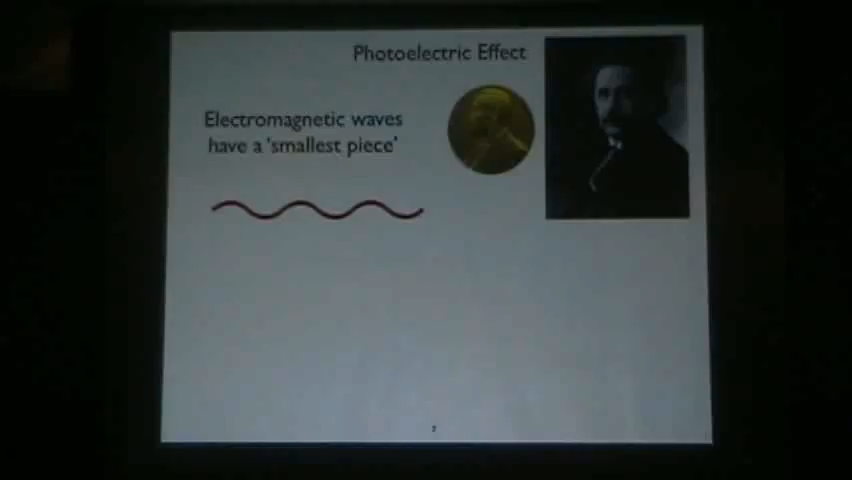 Photoelectric Effect
Electromagnetic waves
have a 'smallest piece'